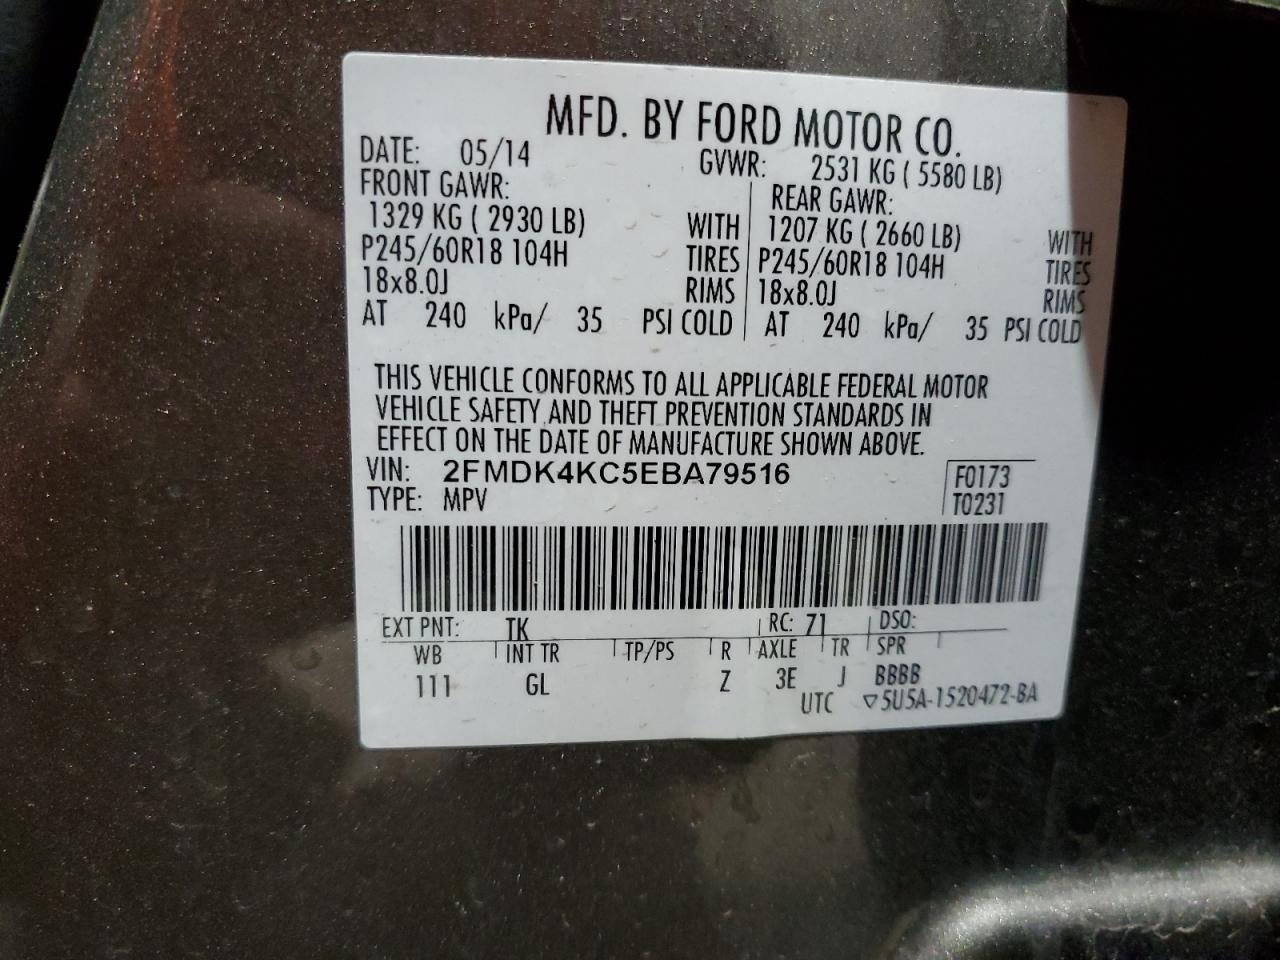 MFD. BY FORD MOTOR CO.
DATE: 05/14 GVWR: 2531 KG ( 5580 LB)
FRONT GAWR: REAR GAWR:
1329 KG ( 2930 LB) WITH 1207 KG ( 2660 LB) WITH
P245/60R18 104H TIRES P245/60R18 104H TIRES
18x8.0J RIMS 18x8.0J RIMS
AT 240 kPa/ 35 PSI COLD AT 240 kPa/ 35 PSI COLD
THIS VEHICLE CONFORMS TO ALL APPLICABLE FEDERAL MOTOR
VEHICLE SAFETY AND THEFT PREVENTION STANDARDS IN
EFFECT ON THE DATE OF MANUFACTURE SHOWN ABOVE.
VIN: 2FMDK4KC5EBA79516 F0173
TYPE: MPV T0231
EXT PNT: TK RC: 71 DSO:
WB INT TR TP/PS R AXLE TR SPR
111 GL Z 3E J BBBB
UTC ▽5U5A-1520472-BA